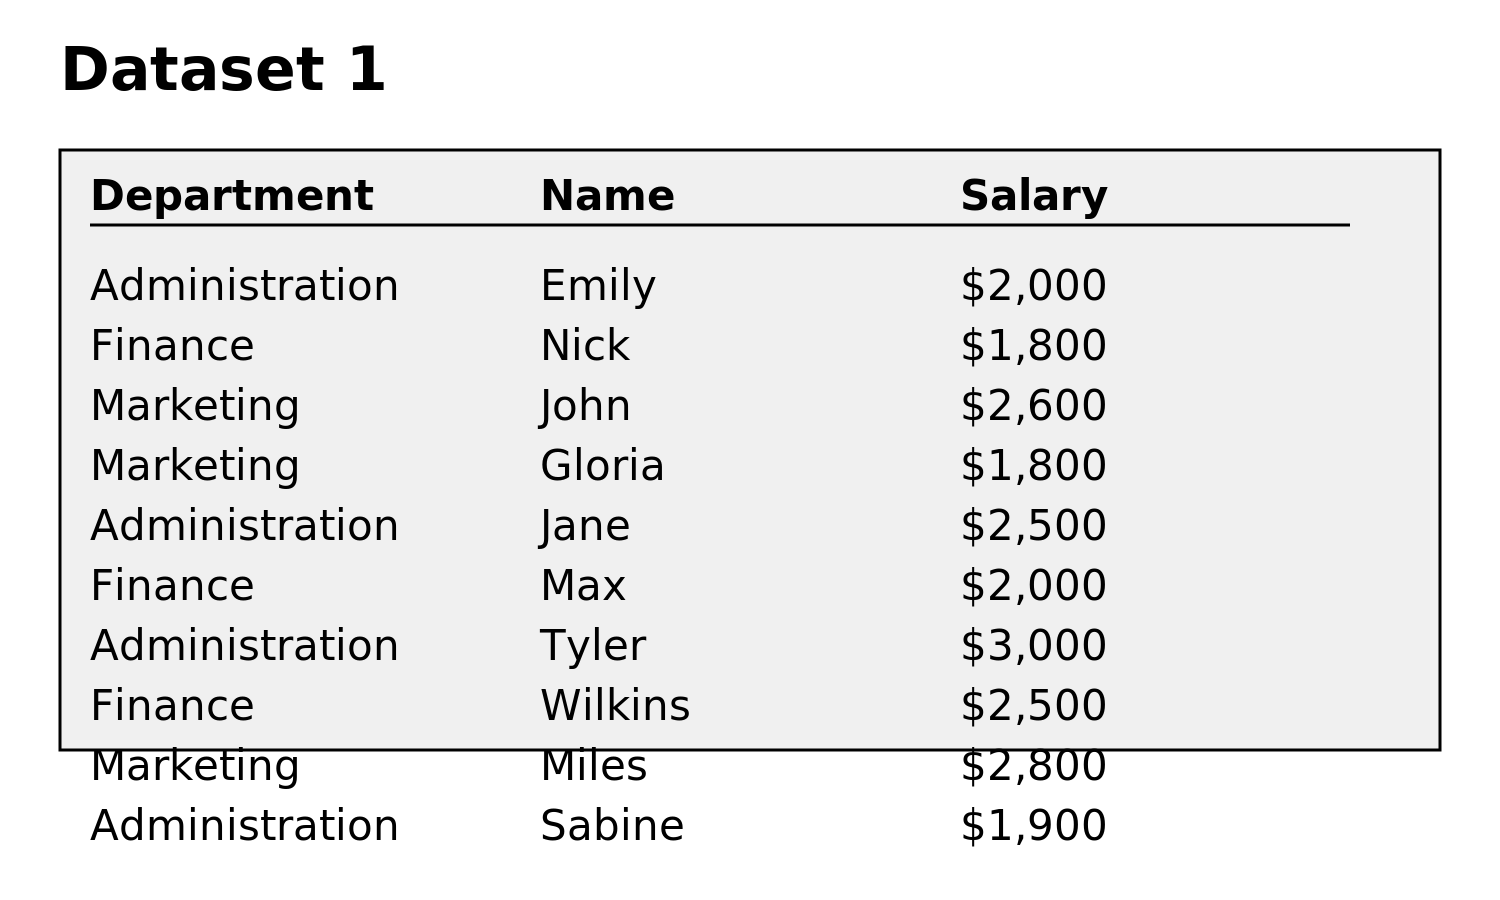 Dataset 1
Department Name Salary
Administration Emily $2,000
Finance Nick $1,800
Marketing John $2,600
Marketing Gloria $1,800
Administration Jane $2,500
Finance Max $2,000
Administration Tyler $3,000
Finance Wilkins $2,500
Marketing Miles $2,800
Administration Sabine $1,900